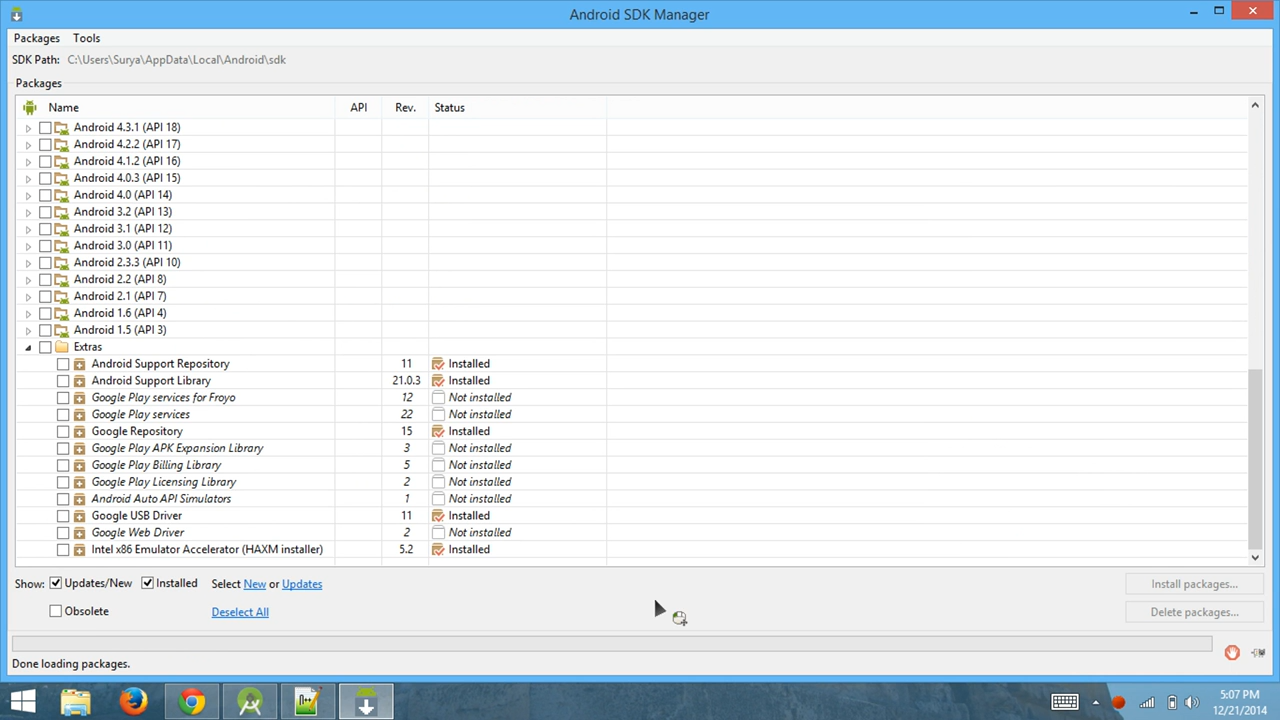 Android SDK Manager
Packages Tools
SDK Path: C:\Users\Surya\AppData\Local\Android\sdk
Packages
Name API Rev. Status
Android 4.3.1 (API 18)
Android 4.2.2 (API 17)
Android 4.1.2 (API 16)
Android 4.0.3 (API 15)
Android 4.0 (API 14)
Android 3.2 (API 13)
Android 3.1 (API 12)
Android 3.0 (API 11)
Android 2.3.3 (API 10)
Android 2.2 (API 8)
Android 2.1 (API 7)
Android 1.6 (API 4)
Android 1.5 (API 3)
Extras
Android Support Repository 11 Installed
Android Support Library 21.0.3 Installed
Google Play services for Froyo 12 Not installed
Google Play services 22 Not installed
Google Repository 15 Installed
Google Play APK Expansion Library 3 Not installed
Google Play Billing Library 5 Not installed
Google Play Licensing Library 2 Not installed
Android Auto API Simulators 1 Not installed
Google USB Driver 11 Installed
Google Web Driver 2 Not installed
Intel x86 Emulator Accelerator (HAXM installer) 5.2 Installed
Show: Updates/New Installed Select New or Updates Install packages...
Obsolete Deselect All Delete packages...
Done loading packages.
5:07 PM
12/21/2014